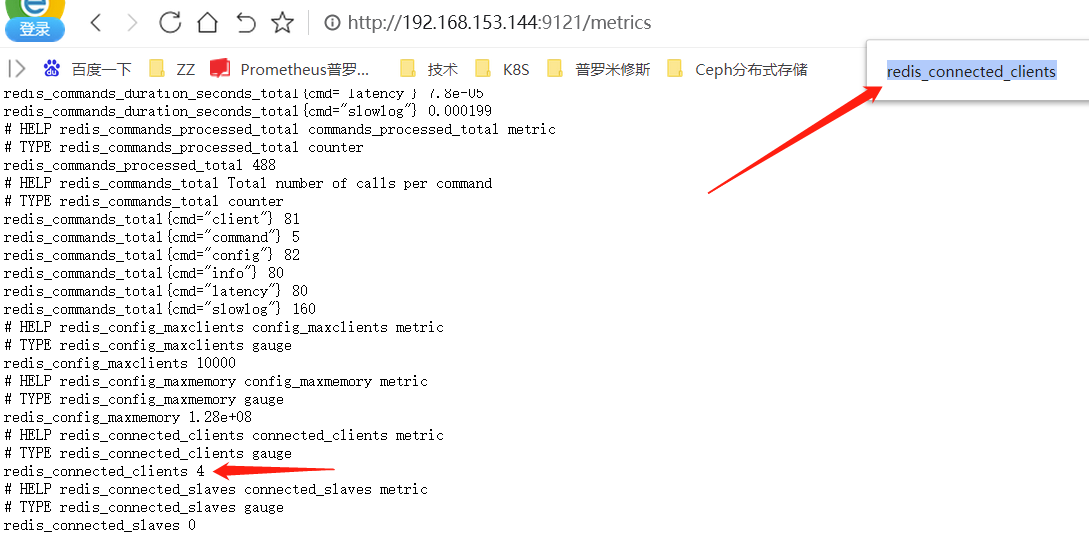 登录
http://192.168.153.144:9121/metrics
百度一下 ZZ Prometheus普罗... 技术 K8S 普罗米修斯 Ceph分布式存储
redis_connected_clients
redis_commands_duration_seconds_total{cmd="latency"} 7.8e-05
redis_commands_duration_seconds_total{cmd="slowlog"} 0.000199
# HELP redis_commands_processed_total commands_processed_total metric
# TYPE redis_commands_processed_total counter
redis_commands_processed_total 488
# HELP redis_commands_total Total number of calls per command
# TYPE redis_commands_total counter
redis_commands_total{cmd="client"} 81
redis_commands_total{cmd="command"} 5
redis_commands_total{cmd="config"} 82
redis_commands_total{cmd="info"} 80
redis_commands_total{cmd="latency"} 80
redis_commands_total{cmd="slowlog"} 160
# HELP redis_config_maxclients config_maxclients metric
# TYPE redis_config_maxclients gauge
redis_config_maxclients 10000
# HELP redis_config_maxmemory config_maxmemory metric
# TYPE redis_config_maxmemory gauge
redis_config_maxmemory 1.28e+08
# HELP redis_connected_clients connected_clients metric
# TYPE redis_connected_clients gauge
redis_connected_clients 4
# HELP redis_connected_slaves connected_slaves metric
# TYPE redis_connected_slaves gauge
redis_connected_slaves 0